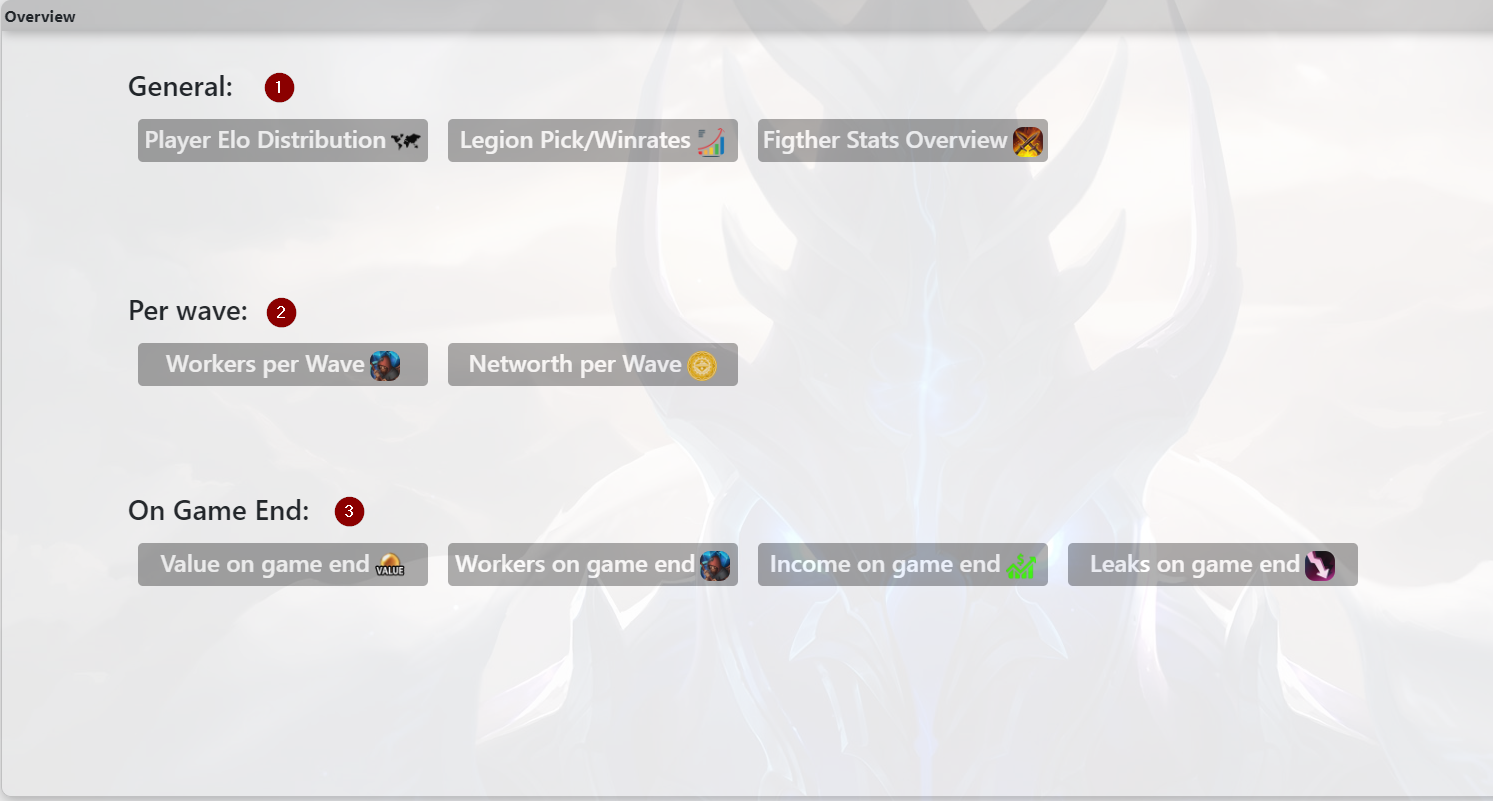 Overview
General: 1
Player Elo Distribution Legion Pick/Winrates Figther Stats Overview
Per wave: 2
Workers per Wave Networth per Wave
On Game End: 3
Value on game end VALUE Workers on game end Income on game end Leaks on game end